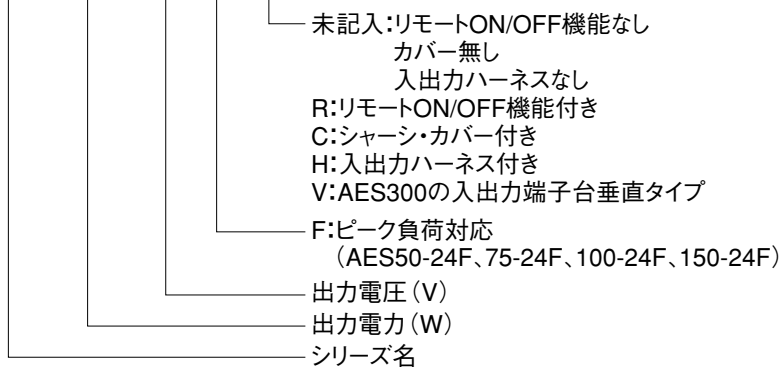 未記入：リモートON/OFF機能なし
カバー無し
入出力ハーネスなし
R：リモートON/OFF機能付き
C：シャーシ・カバー付き
H：入出力ハーネス付き
V：AES300の入出力端子台垂直タイプ
F：ピーク負荷対応
（AES50-24F、75-24F、100-24F、150-24F）
出力電圧（V）
出力電力（W）
シリーズ名